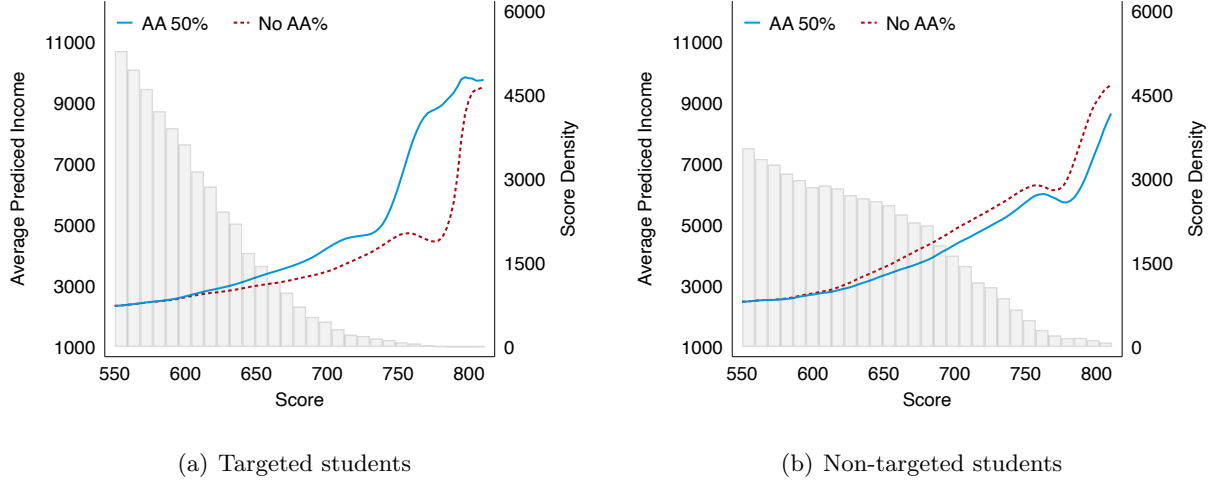 AA 50% No AA%
6000
11000
9000
7000
5000
3000
1000
4500
3000
1500
0
Average Prediced Income
Score Density
550 600 650 700 750 800
Score
(a) Targeted students
AA 50% No AA%
6000
11000
9000
7000
5000
3000
1000
4500
3000
1500
0
Average Prediced Income
Score Density
550 600 650 700 750 800
Score
(b) Non-targeted students